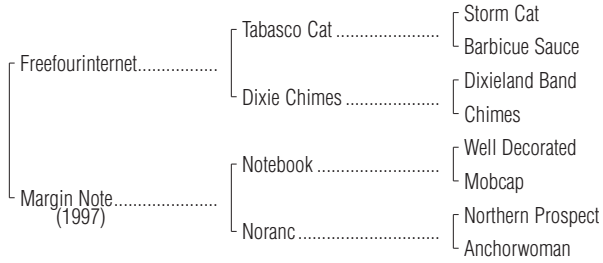 Storm Cat
Tabasco Cat ......................
Barbicue Sauce
Freefourinternet.................
Dixieland Band
Dixie Chimes ....................
Chimes
Well Decorated
Notebook ..........................
Mobcap
Margin Note......................
(1997)
Northern Prospect
Noranc..............................
Anchorwoman